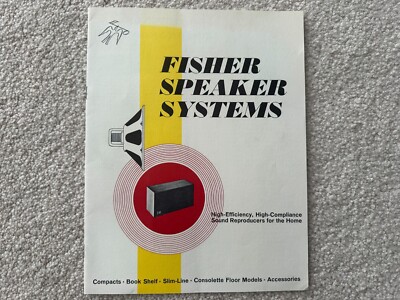 FISHER
SPEAKER
SYSTEMS
High-Efficiency, High-Compliance
Sound Reproducers for the Home
Compacts • Book Shelf • Slim-Line • Consolette Floor Models • Accessories